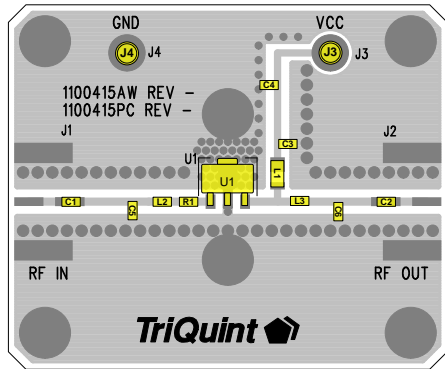 GND
VCC
J4
J4
J3
J3
C4
1100415AW REV -
1100415PC REV -
J1
J2
C3
U1
U1
L1
C1
C5
L2
R1
L3
C6
C2
RF IN
RF OUT
TriQuint